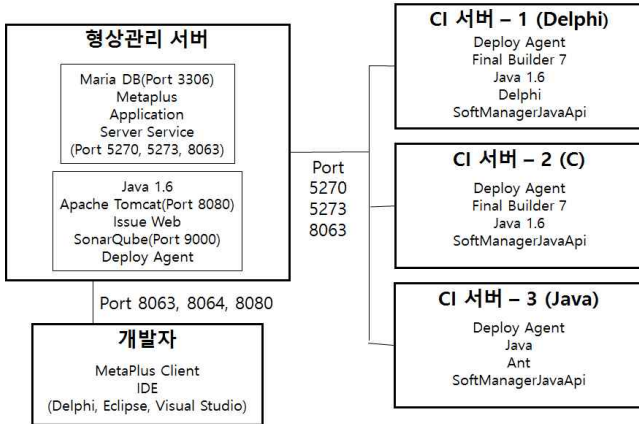 형상관리 서버
Maria DB(Port 3306)
Metaplus
Application
Server Service
(Port 5270, 5273, 8063)
Java 1.6
Apache Tomcat(Port 8080)
Issue Web
SonarQube(Port 9000)
Deploy Agent
Port 8063, 8064, 8080
개발자
MetaPlus Client
IDE
(Delphi, Eclipse, Visual Studio)
Port
5270
5273
8063
CI 서버 – 1 (Delphi)
Deploy Agent
Final Builder 7
Java 1.6
Delphi
SoftManagerJavaApi
CI 서버 – 2 (C)
Deploy Agent
Final Builder 7
Java 1.6
SoftManagerJavaApi
CI 서버 – 3 (Java)
Deploy Agent
Java
Ant
SoftManagerJavaApi